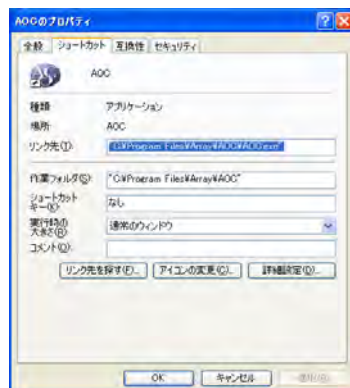 AOCのプロパティ
全般 ショートカット 互換性 セキュリティ
AOC
種類 アプリケーション
場所 AOC
リンク先(T): "C:¥Program Files¥Array¥AOC¥AOC.exe"
作業フォルダ(S): "C:¥Program Files¥Array¥AOC"
ショートカット
キー(K): なし
実行時の
大きさ(R): 通常のウィンドウ
コメント(O):
リンク先を探す(F)... アイコンの変更(C)... 詳細設定(D)...
OK キャンセル 適用(A)